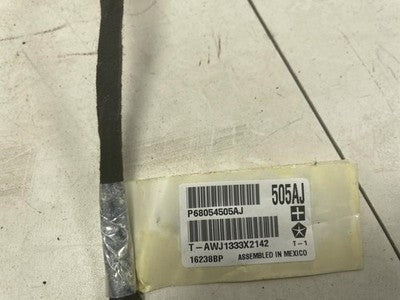 505AJ
P68054505AJ
T-AWJ1333X2142
T-1
16238BP ASSEMBLED IN MEXICO